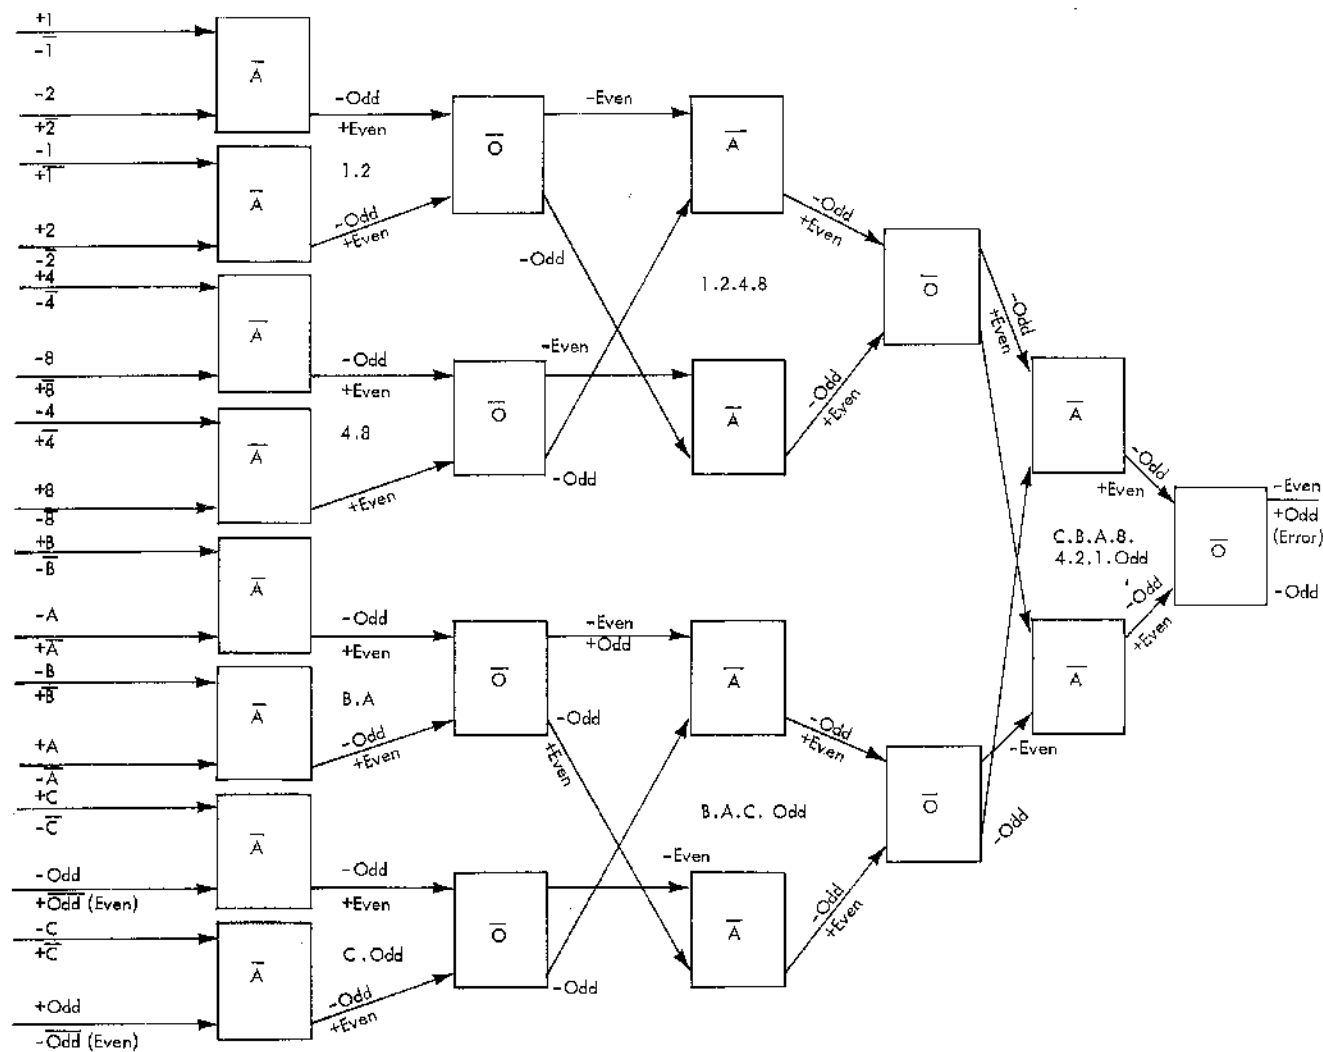 +1
-1̅
A̅
-2
+2̅
-1
+1̅
A̅
+2
-2̅
+4
-4̅
A̅
-8
+8̅
-4
+4̅
A̅
+8
-8̅
+B
-B̅
A̅
-A
+A̅
-B
+B̅
A̅
+A
-A̅
+C
-C̅
A̅
-Odd
+O̅d̅d̅ (Even)
-C
+C̅
A̅
+Odd
-O̅d̅d̅ (Even)
-Odd
+Even
1.2
-Odd
+Even
-Odd
+Even
4.8
+Even
-Odd
+Even
B.A
-Odd
+Even
-Odd
+Even
C.Odd
-Odd
+Even
O̅
O̅
O̅
O̅
-Even
-Odd
-Even
-Odd
-Even
+Odd
-Odd
+Even
-Even
-Odd
A̅
1.2.4.8
A̅
A̅
B.A.C. Odd
A̅
-Odd
+Even
-Odd
+Even
-Odd
+Even
-Odd
+Even
O̅
O̅
-Odd
+Even
-Even
-Odd
A̅
A̅
-Odd
+Even
C.B.A.8.
4.2.1.Odd
-Odd
+Even
O̅
-Even
+Odd
(Error)
-Odd